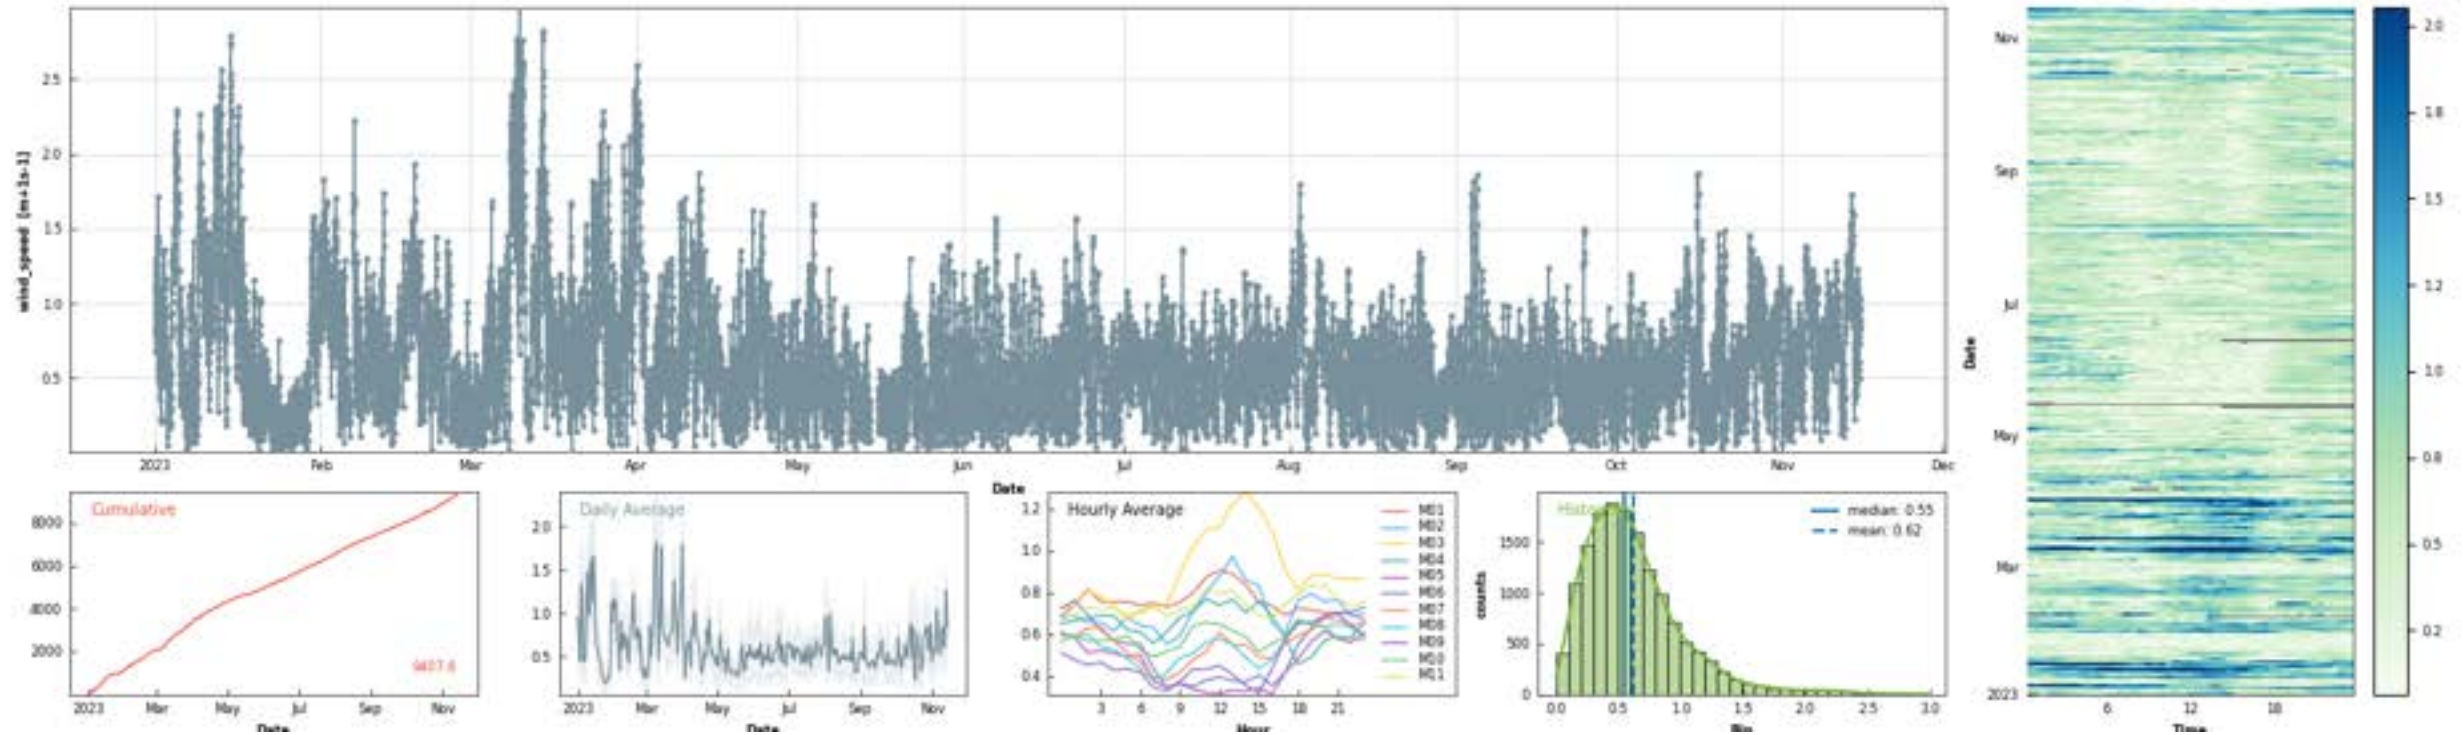 wind_speed [m+1s-1]
2.5
2.0
1.5
1.0
0.5
2023 Feb Mar Apr May Jun Jul Aug Sep Oct Nov Dec
Date
Cumulative
8000
6000
4000
2000
9407.6
2023 Mar May Jul Sep Nov
Date
Daily Average
2.0
1.5
1.0
0.5
2023 Mar May Jul Sep Nov
Date
Hourly Average
1.2
1.0
0.8
0.6
0.4
M01
M02
M03
M04
M05
M06
M07
M08
M09
M10
M11
3 6 9 12 15 18 21
Hour
counts
1500
1000
500
0
median: 0.55
mean: 0.62
0.0 0.5 1.0 1.5 2.0 2.5 3.0
Bin
Date
Nov
Sep
Jul
May
Mar
2023
6 12 18
Time
2.0
1.8
1.5
1.2
1.0
0.8
0.5
0.2